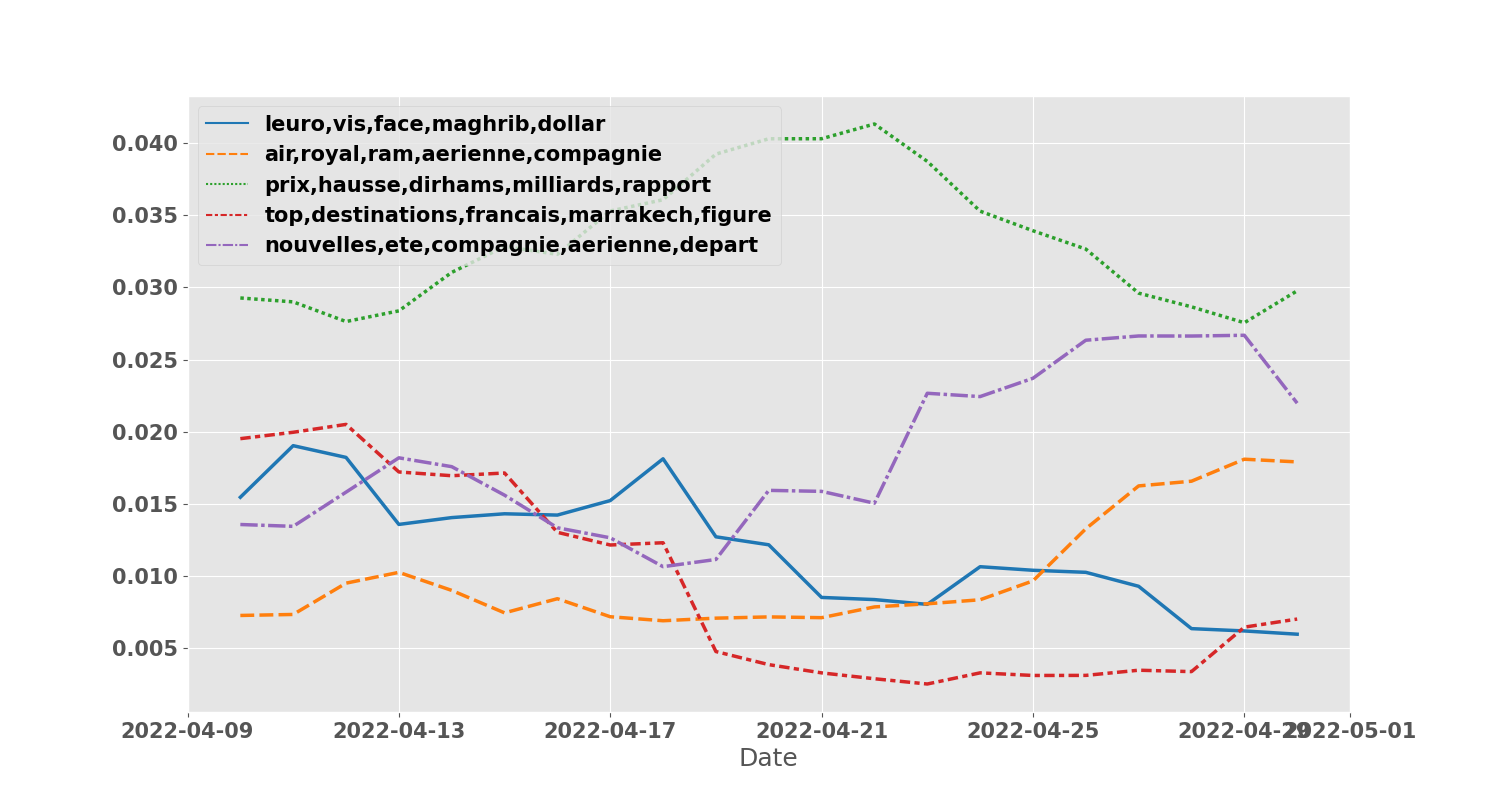 leuro,vis,face,maghrib,dollar
air,royal,ram,aerienne,compagnie
prix,hausse,dirhams,milliards,rapport
top,destinations,francais,marrakech,figure
nouvelles,ete,compagnie,aerienne,depart
0.040
0.035
0.030
0.025
0.020
0.015
0.010
0.005
2022-04-09 2022-04-13 2022-04-17 2022-04-21 2022-04-25 2022-04-29 2022-05-01
Date